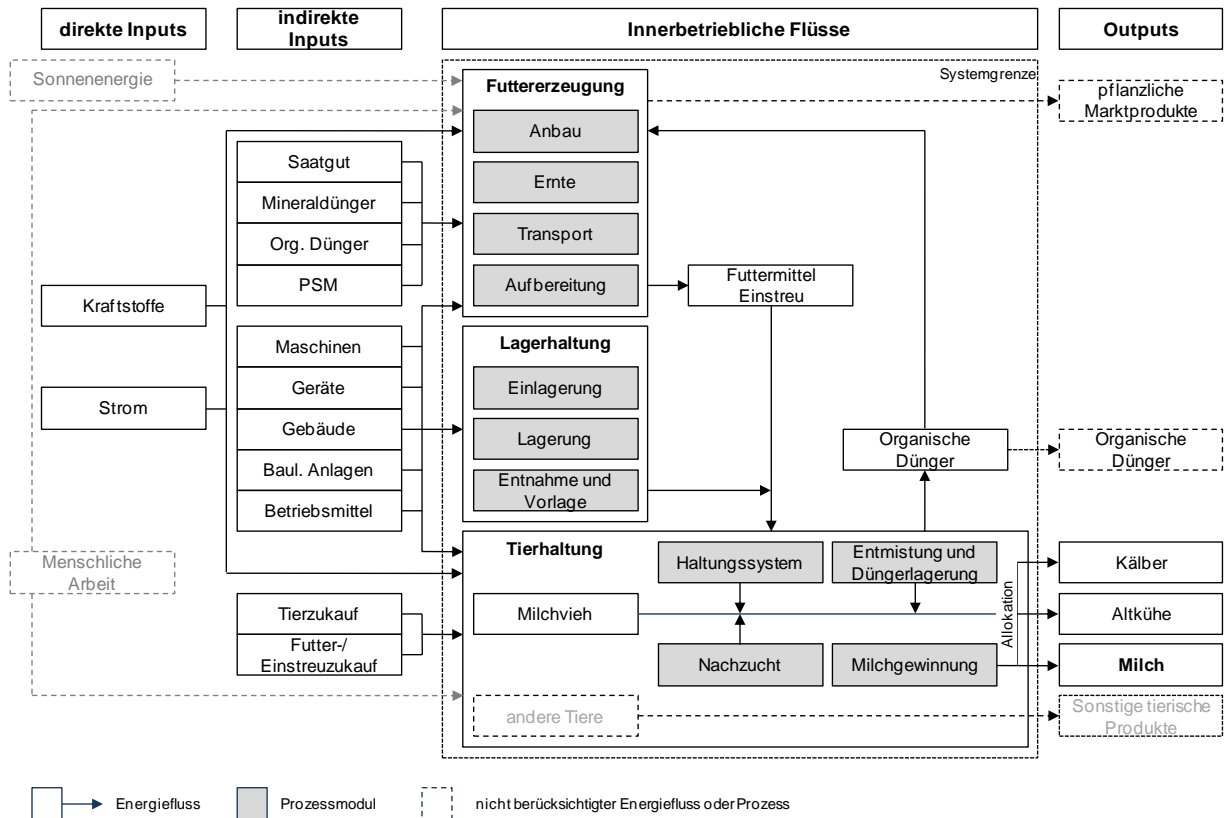 direkte Inputs
indirekte
Inputs
Innerbetriebliche Flüsse
Outputs
Sonnenenergie
Menschliche
Arbeit
Kraftstoffe
Strom
Saatgut
Mineraldünger
Org. Dünger
PSM
Maschinen
Geräte
Gebäude
Baul. Anlagen
Betriebsmittel
Tierzukauf
Futter-/
Einstreuzukauf
Systemgrenze
Futtererzeugung
Anbau
Ernte
Transport
Aufbereitung
Lagerhaltung
Einlagerung
Lagerung
Entnahme und
Vorlage
Futtermittel
Einstreu
Organische
Dünger
Tierhaltung
Haltungssystem
Entmistung und
Düngerlagerung
Milchvieh
Nachzucht
Milchgewinnung
andere Tiere
Allokation
pflanzliche
Marktprodukte
Organische
Dünger
Kälber
Altkühe
Milch
Sonstige tierische
Produkte
Energiefluss
Prozessmodul
nicht berücksichtigter Energiefluss oder Prozess